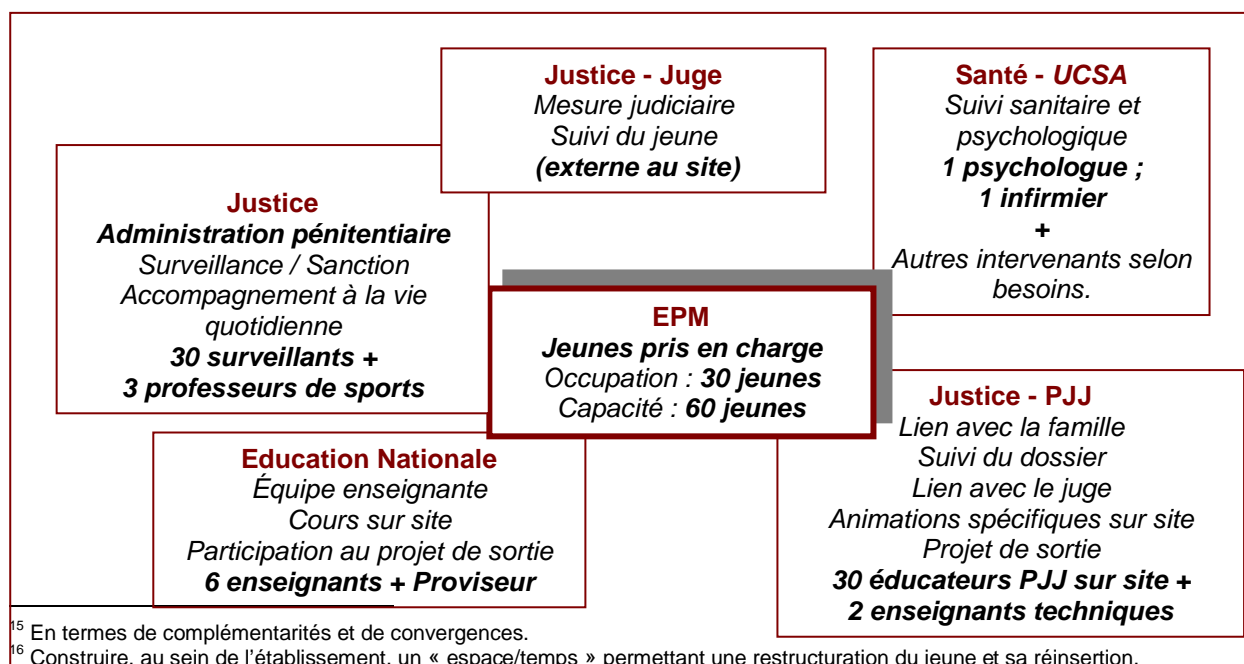 Justice - Juge
Mesure judiciaire
Suivi du jeune
(externe au site)
Santé - UCSA
Suivi sanitaire et
psychologique
1 psychologue ;
1 infirmier
+
Autres intervenants selon
besoins.
Justice
Administration pénitentiaire
Surveillance / Sanction
Accompagnement à la vie
quotidienne
30 surveillants +
3 professeurs de sports
EPM
Jeunes pris en charge
Occupation : 30 jeunes
Capacité : 60 jeunes
Education Nationale
Équipe enseignante
Cours sur site
Participation au projet de sortie
6 enseignants + Proviseur
Justice - PJJ
Lien avec la famille
Suivi du dossier
Lien avec le juge
Animations spécifiques sur site
Projet de sortie
30 éducateurs PJJ sur site +
2 enseignants techniques
15 En termes de complémentarités et de convergences.
16 Construire, au sein de l'établissement, un « espace/temps » permettant une restructuration du jeune et sa réinsertion.